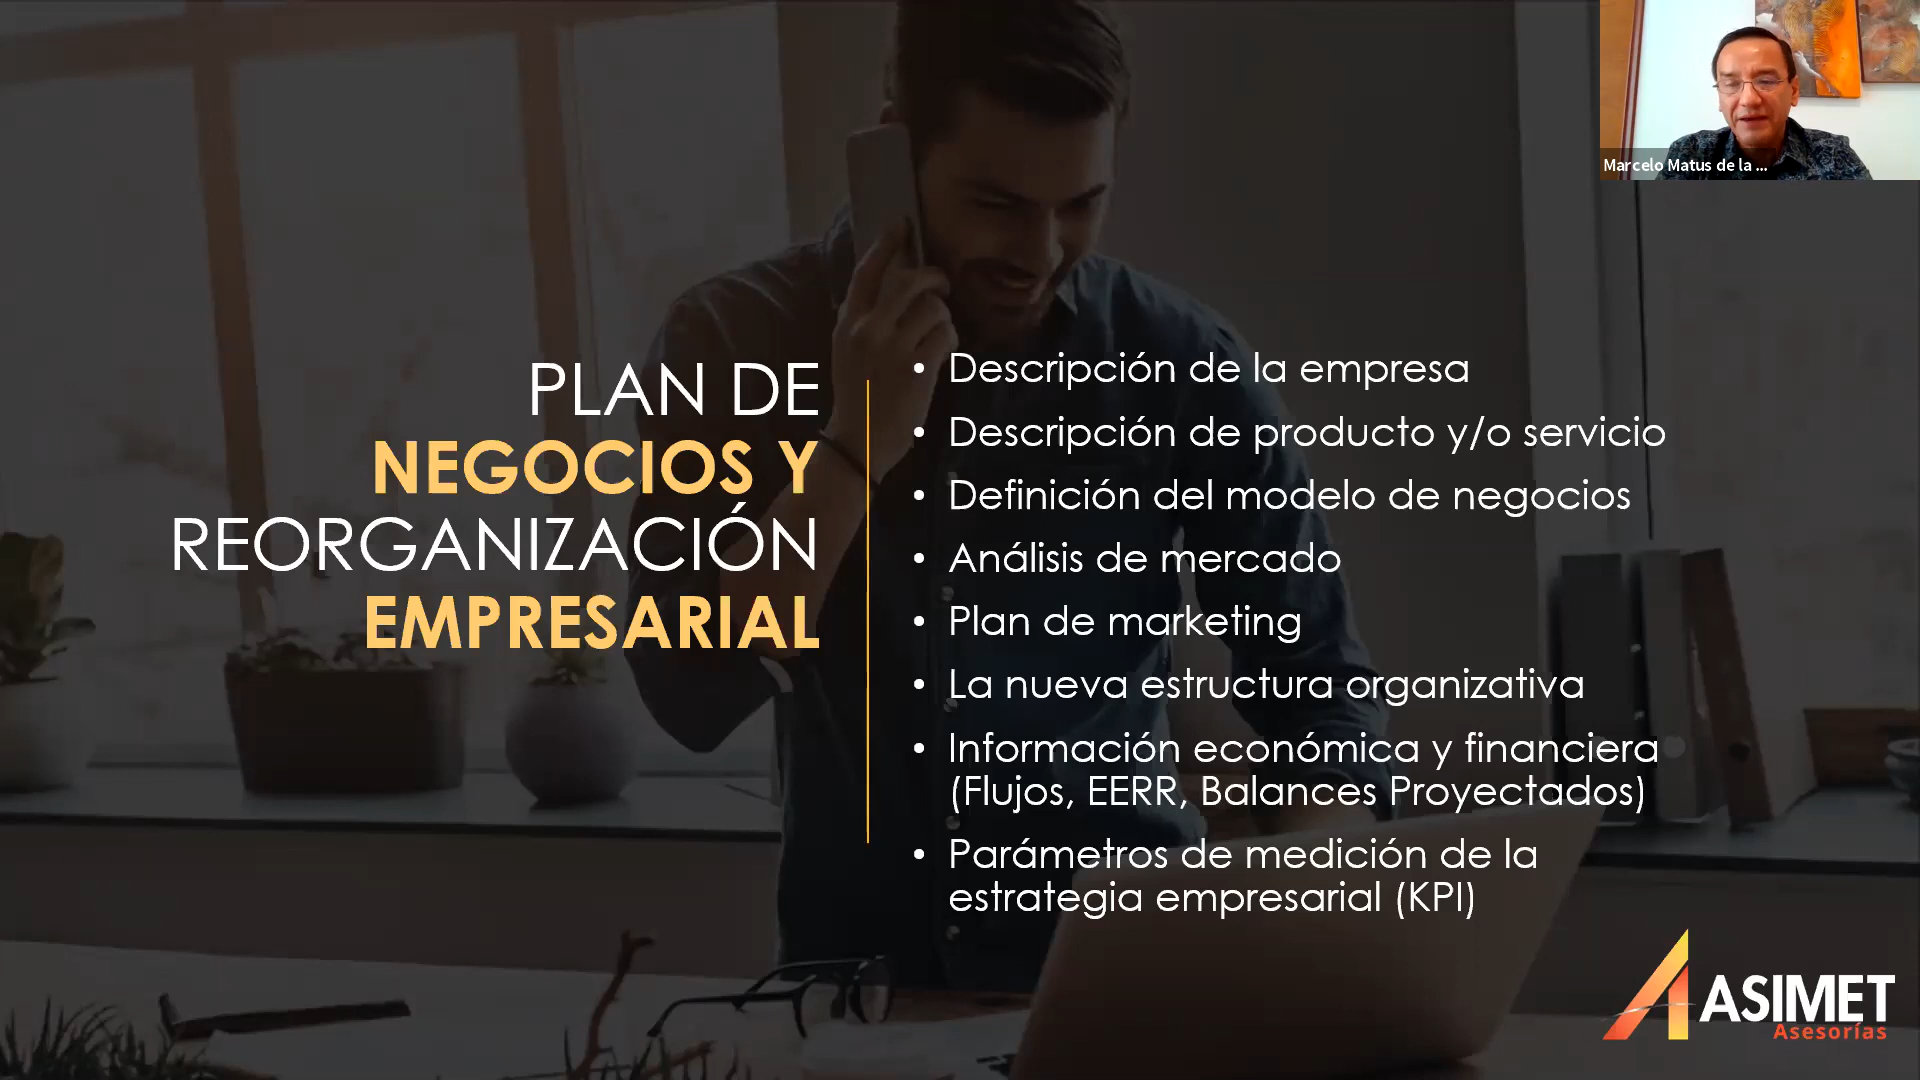 Marcelo Matus de la ...
PLAN DE
NEGOCIOS Y
REORGANIZACIÓN
EMPRESARIAL
• Descripción de la empresa
• Descripción de producto y/o servicio
• Definición del modelo de negocios
• Análisis de mercado
• Plan de marketing
• La nueva estructura organizativa
• Información económica y financiera
(Flujos, EERR, Balances Proyectados)
• Parámetros de medición de la
estrategia empresarial (KPI)
ASIMET
Asesorías